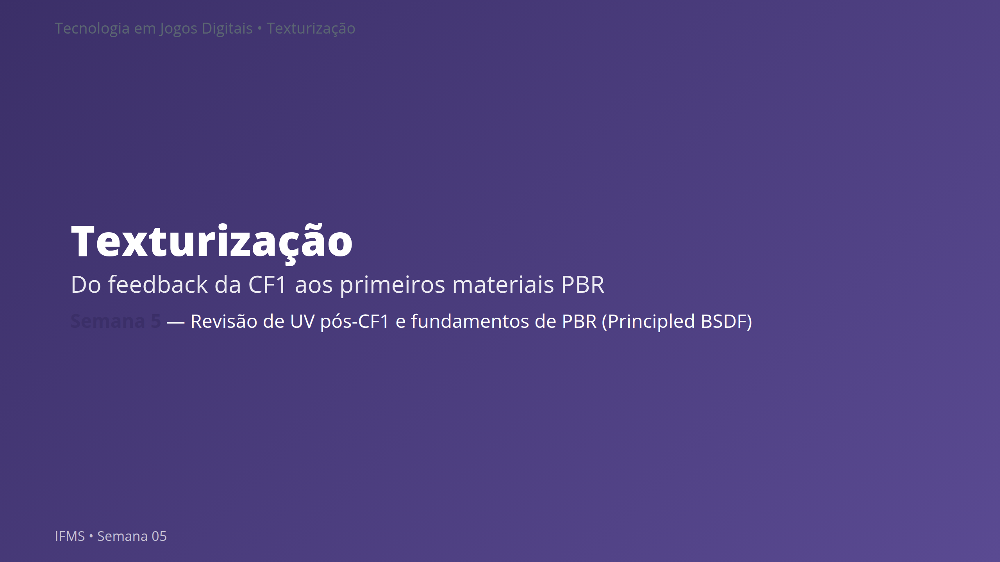 Tecnologia em Jogos Digitais • Texturização
Texturização
Do feedback da CF1 aos primeiros materiais PBR
Semana 5 — Revisão de UV pós-CF1 e fundamentos de PBR (Principled BSDF)
IFMS • Semana 05